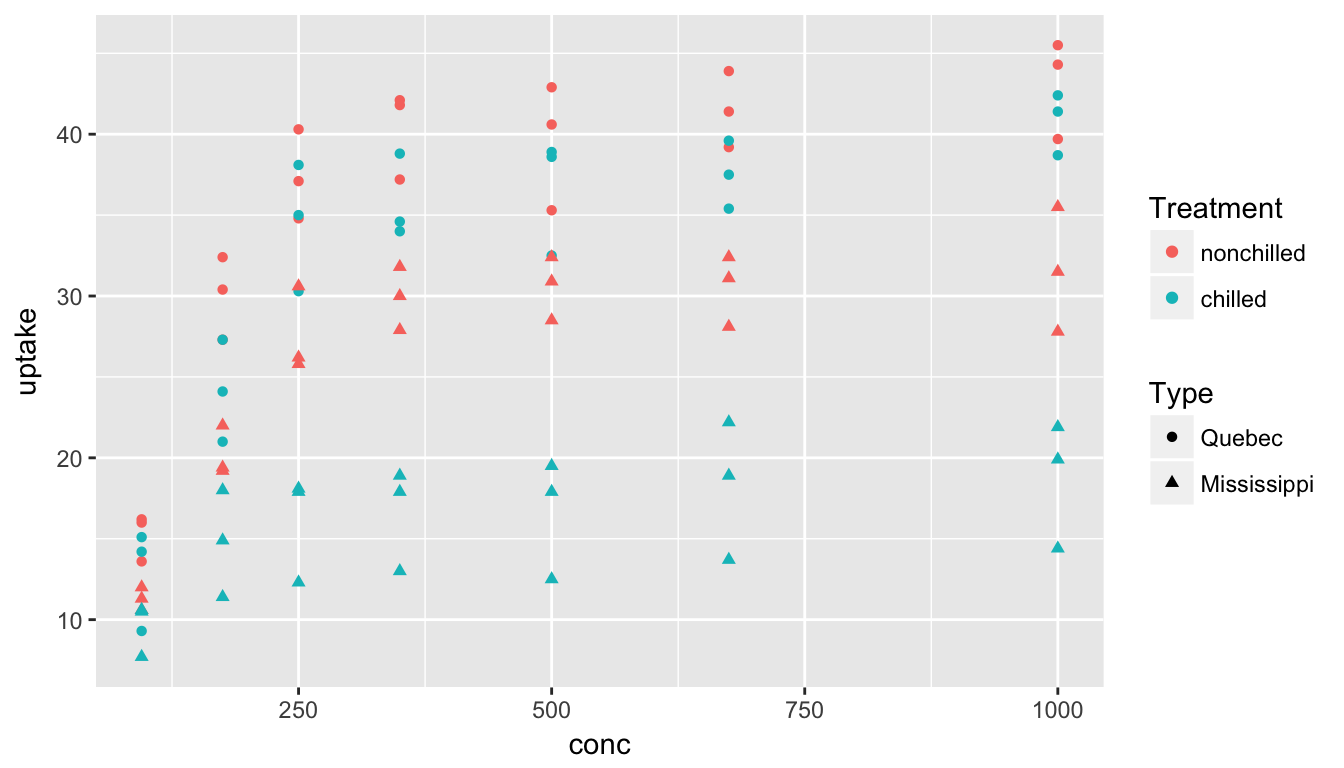 40
30
20
10
uptake
250
500
750
1000
conc
Treatment
nonchilled
chilled
Type
Quebec
Mississippi